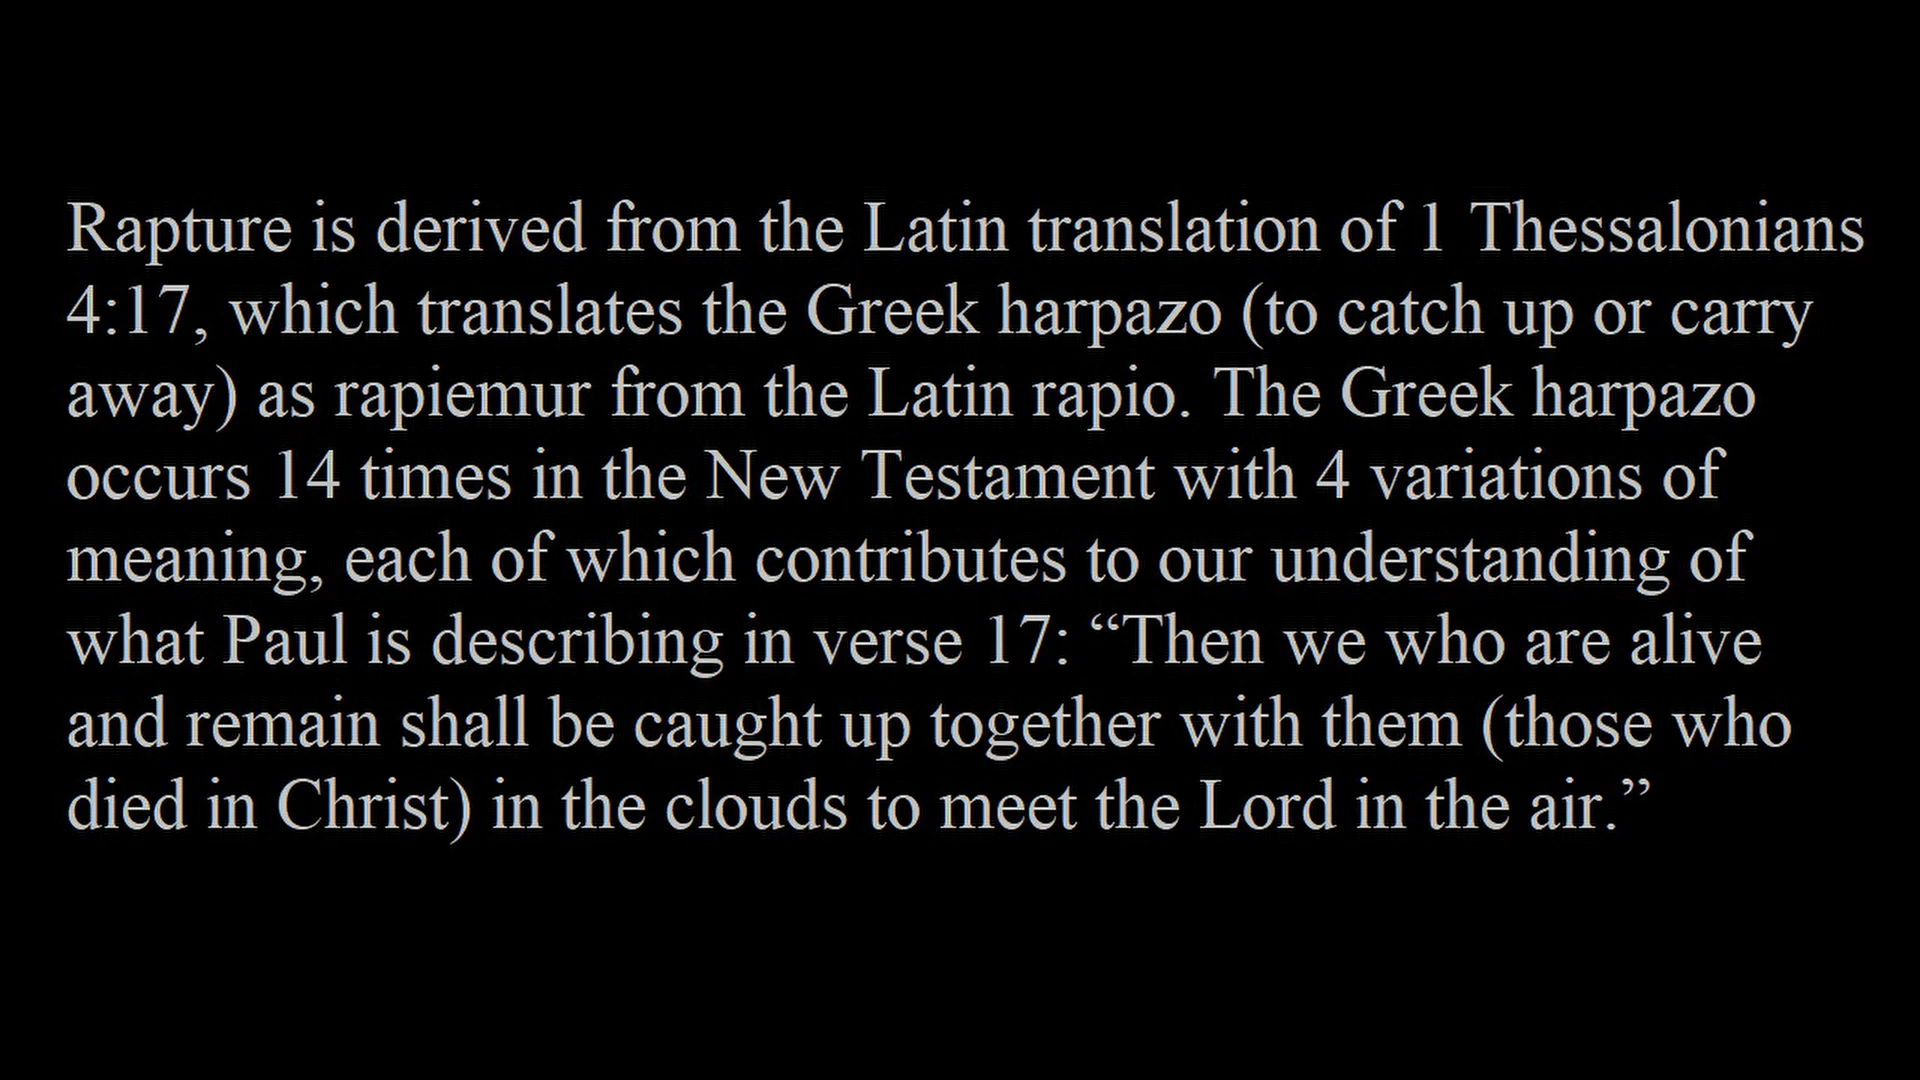 Rapture is derived from the Latin translation of 1 Thessalonians
4:17, which translates the Greek harpazo (to catch up or carry
away) as rapiemur from the Latin rapio. The Greek harpazo
occurs 14 times in the New Testament with 4 variations of
meaning, each of which contributes to our understanding of
what Paul is describing in verse 17: “Then we who are alive
and remain shall be caught up together with them (those who
died in Christ) in the clouds to meet the Lord in the air.”